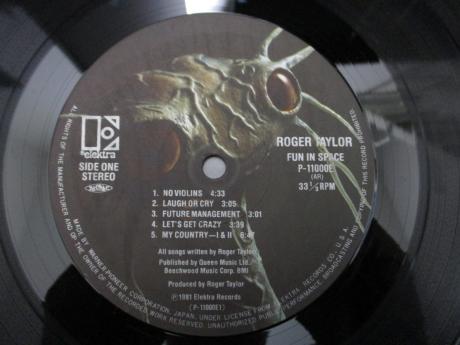 elektra
SIDE ONE
STEREO
ROGER TAYLOR
FUN IN SPACE
P-11000E
(AR)
33 ⅓ RPM
1. NO VIOLINS 4:33
2. LAUGH OR CRY 3:05
3. FUTURE MANAGEMENT 3:01
4. LET'S GET CRAZY 3:39
5. MY COUNTRY—I & II 6:47
All songs written by Roger Taylor
Published by Queen Music Ltd.
Beechwood Music Corp. BMI
Produced by Roger Taylor
Ⓟ1981 Elektra Records
(P-11000E1)
ALL RIGHTS OF THE MANUFACTURER AND OF THE OWNER OF THE RECORDED WORK RESERVED. UNAUTHORIZED PUBLIC PERFORMANCE, BROADCASTING AND OF THIS RECORD PROHIBITED.
MADE BY WARNER-PIONEER CORPORATION, JAPAN, UNDER LICENSE FROM ELEKTRA RECORDS CO., U.S.A.